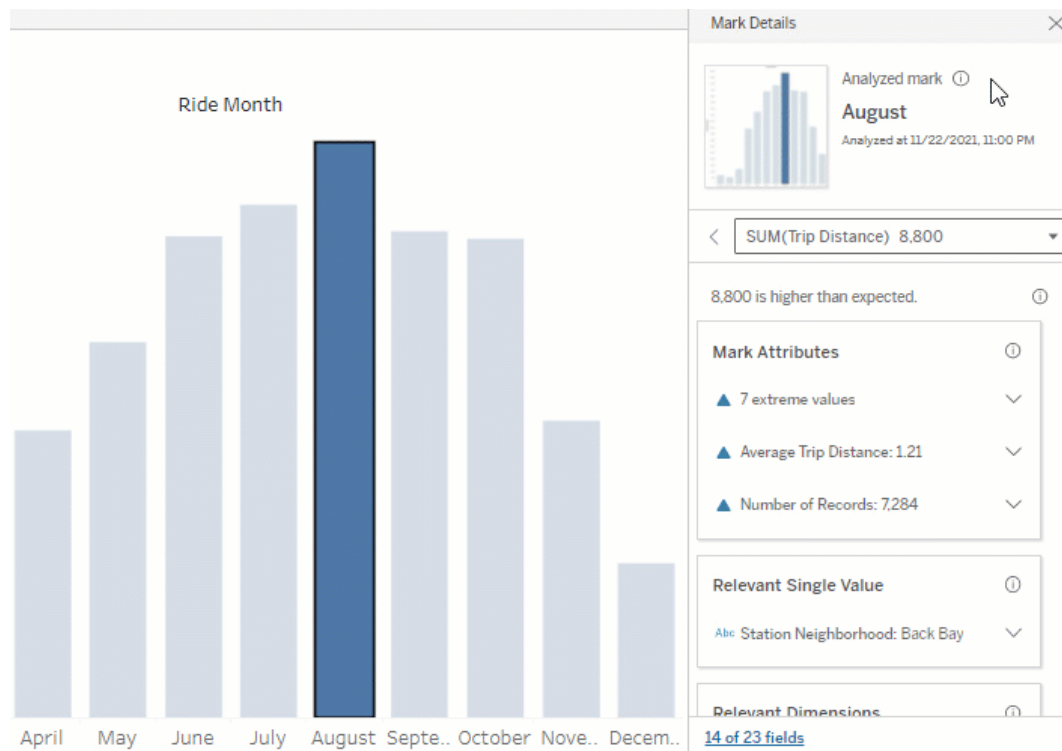 Ride Month
April May June July August Septe.. October Nove.. Decem..
Mark Details
Analyzed mark
August
Analyzed at 11/22/2021, 11:00 PM
SUM(Trip Distance) 8,800
8,800 is higher than expected.
Mark Attributes
7 extreme values
Average Trip Distance: 1.21
Number of Records: 7,284
Relevant Single Value
Abc Station Neighborhood: Back Bay
Relevant Dimensions
14 of 23 fields